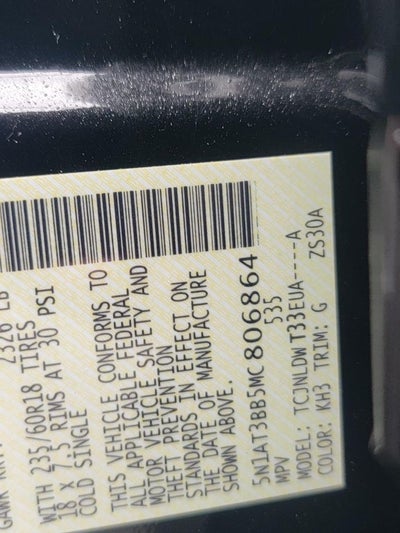 GAWR RR: 2326 LB
WITH 235/60R18 TIRES
18 X 7.5 RIMS AT 30 PSI
COLD SINGLE
THIS VEHICLE CONFORMS TO
ALL APPLICABLE FEDERAL
MOTOR VEHICLE SAFETY AND
THEFT PREVENTION
STANDARDS IN EFFECT ON
THE DATE OF MANUFACTURE
SHOWN ABOVE.
5N1AT3BB5MC806864
MPV 535
MODEL: TCJNLDWT33EUA----A
COLOR: KH3 TRIM: G ZS30A